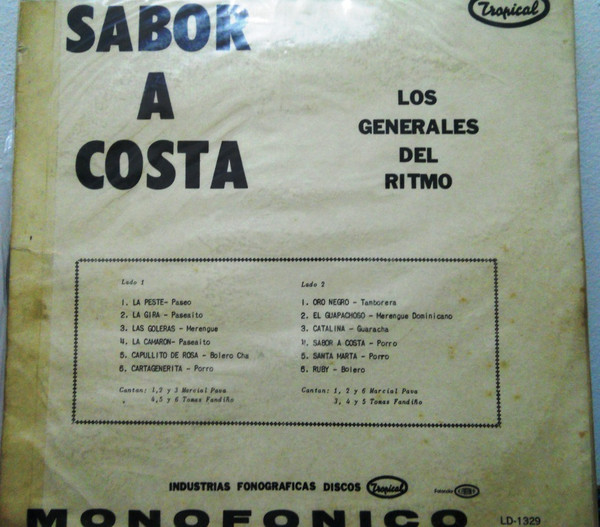 Tropical
SABOR
A
COSTA
LOS
GENERALES
DEL
RITMO
Lado 1
1. LA PESTE- Paseo
2. LA GIRA - Paseito
3. LAS GOLERAS - Merengue
4. LA CAMARON- Paseito
5. CAPULLITO DE ROSA - Bolero Cha
6. CARTAGENERITA - Porro
Cantan: 1,2 y 3 Marcial Pava
4,5 y 6 Tomas Fandiño
Lado 2
1. ORO NEGRO - Tamborera
2. EL GUAPACHOSO - Merengue Dominicano
3. CATALINA - Guaracha
4. SABOR A COSTA - Porro
5. SANTA MARTA - Porro
6. RUBY - Bolero
Cantan: 1, 2 y 6 Marcial Pava
3, 4 y 5 Tomas Fandiño
INDUSTRIAS FONOGRAFICAS DISCOS Tropical
MONOFONICO
LD-1329